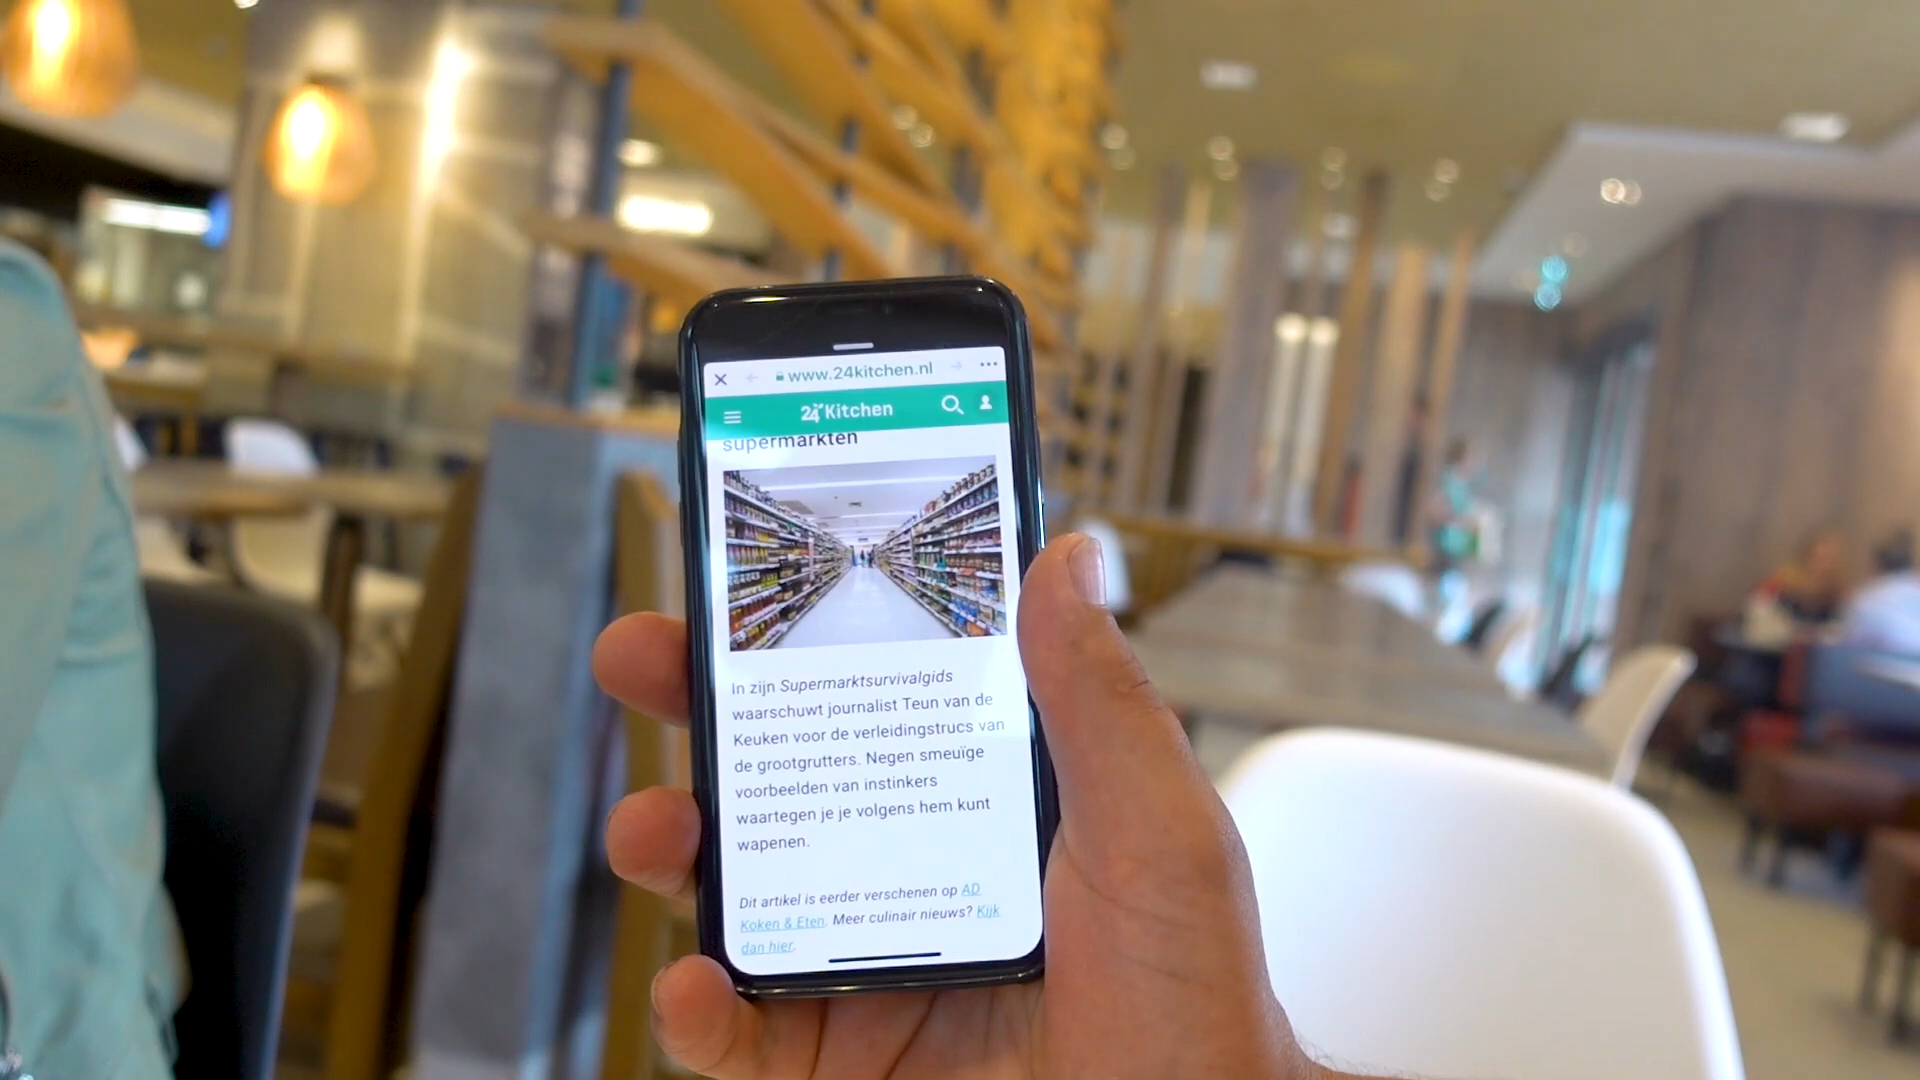 www.24kitchen.nl
24Kitchen
supermarkten
In zijn Supermarktsurvivalgids
waarschuwt journalist Teun van de
Keuken voor de verleidingstrucs van
de grootgrutters. Negen smeuïge
voorbeelden van instinkers
waartegen je je volgens hem kunt
wapenen.
Dit artikel is eerder verschenen op AD
Koken & Eten. Meer culinair nieuws? Kijk
dan hier.